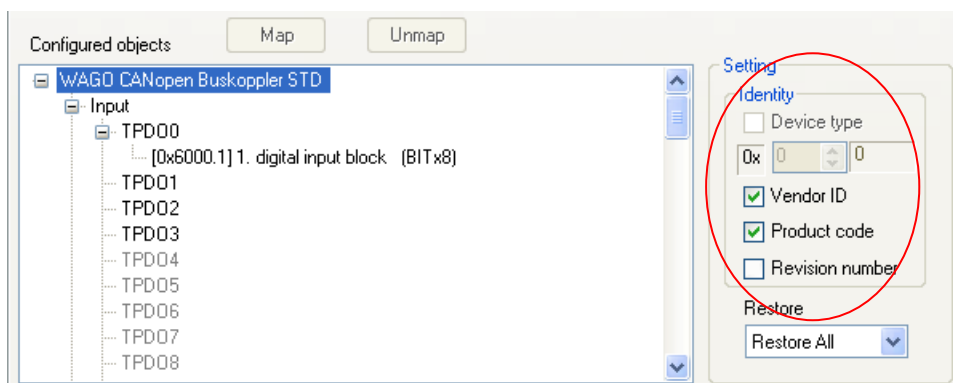 Configured objects
Map
Unmap
WAGO CANopen Buskoppler STD
Input
TPDO0
[0x6000.1] 1. digital input block (BITx8)
TPDO1
TPDO2
TPDO3
TPDO4
TPDO5
TPDO6
TPDO7
TPDO8
Setting
Identity
Device type
0x 0 0
Vendor ID
Product code
Revision number
Restore
Restore All